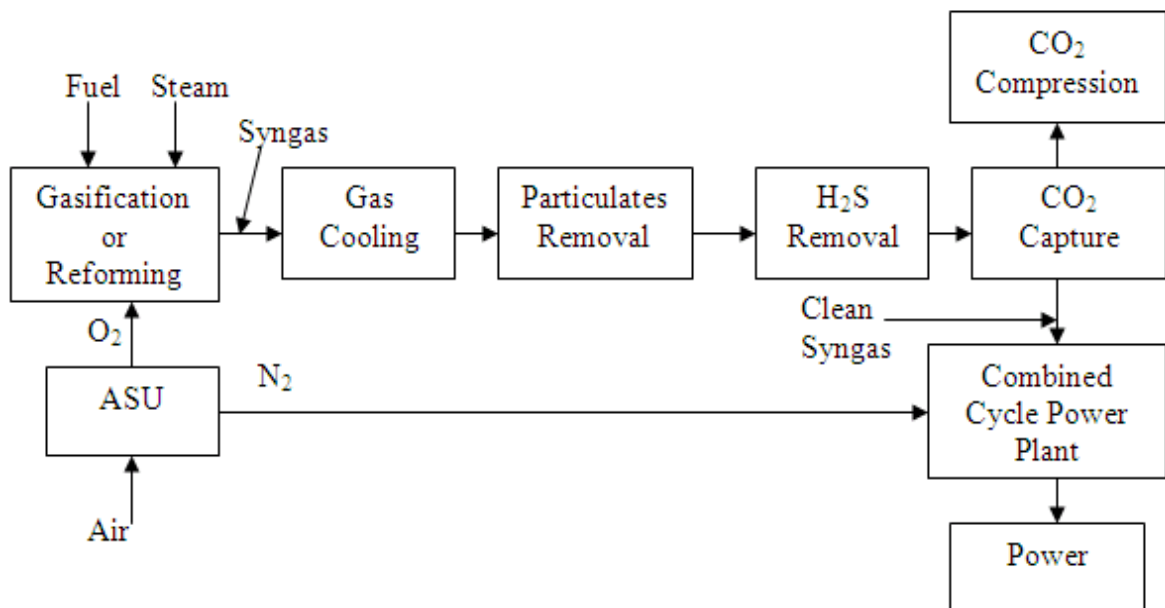 CO₂
Compression
Fuel
Steam
Syngas
Gasification
or
Reforming
Gas
Cooling
Particulates
Removal
H₂S
Removal
CO₂
Capture
O₂
Clean
Syngas
ASU
N₂
Combined
Cycle Power
Plant
Air
Power